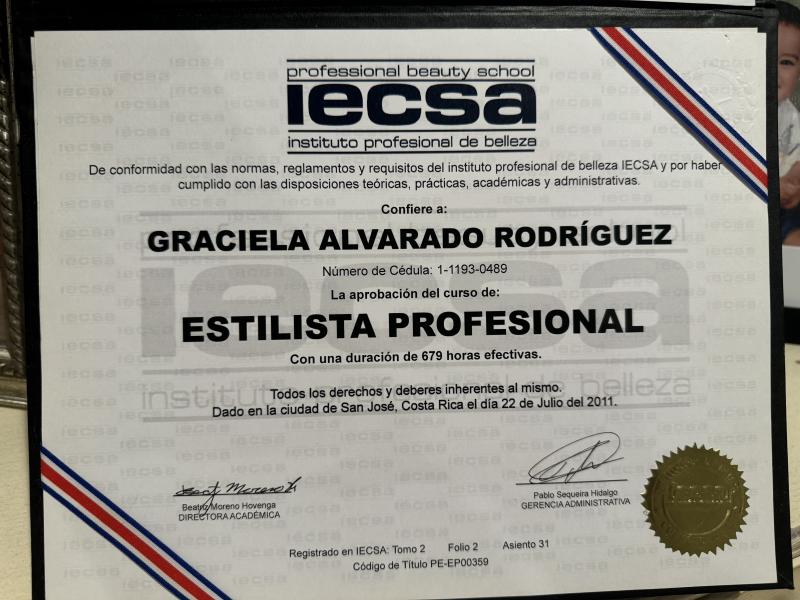 professional beauty school
iecsa
instituto profesional de belleza
De conformidad con las normas, reglamentos y requisitos del instituto profesional de belleza IECSA y por haber
cumplido con las disposiciones teóricas, prácticas, académicas y administrativas.
Confiere a:
GRACIELA ALVARADO RODRÍGUEZ
Número de Cédula: 1-1193-0489
La aprobación del curso de:
ESTILISTA PROFESIONAL
Con una duración de 679 horas efectivas.
Todos los derechos y deberes inherentes al mismo.
Dado en la ciudad de San José, Costa Rica el día 22 de Julio del 2011.
Beatriz Moreno Hovenga
DIRECTORA ACADÉMICA
Pablo Sequeira Hidalgo
GERENCIA ADMINISTRATIVA
Registrado en IECSA: Tomo 2 Folio 2 Asiento 31
Código de Título PE-EP00359